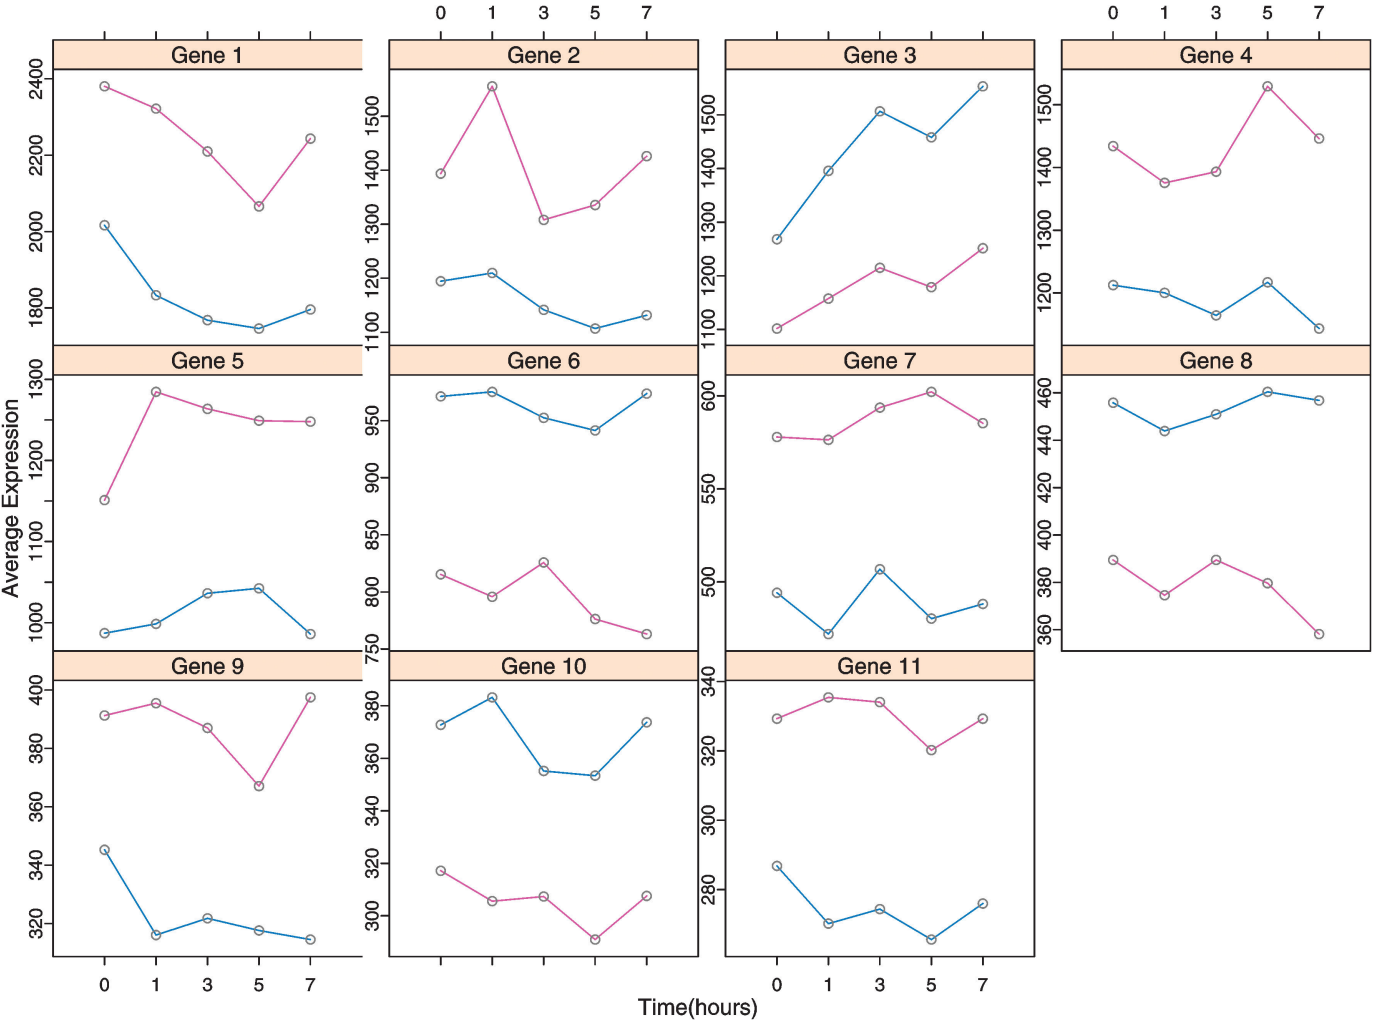 0 1 3 5 7 0 1 3 5 7
Gene 1 Gene 2 Gene 3 Gene 4
2400 2200 2000 1800
1500 1400 1300 1200 1100
1500 1400 1300 1200 1100
1500 1400 1300 1200
Gene 5 Gene 6 Gene 7 Gene 8
Average Expression
1300 1200 1100 1000
950 900 850 800 750
600 550 500
460 440 420 400 380 360
Gene 9 Gene 10 Gene 11
400 380 360 340 320
380 360 340 320 300
340 320 300 280
0 1 3 5 7 0 1 3 5 7
Time(hours)